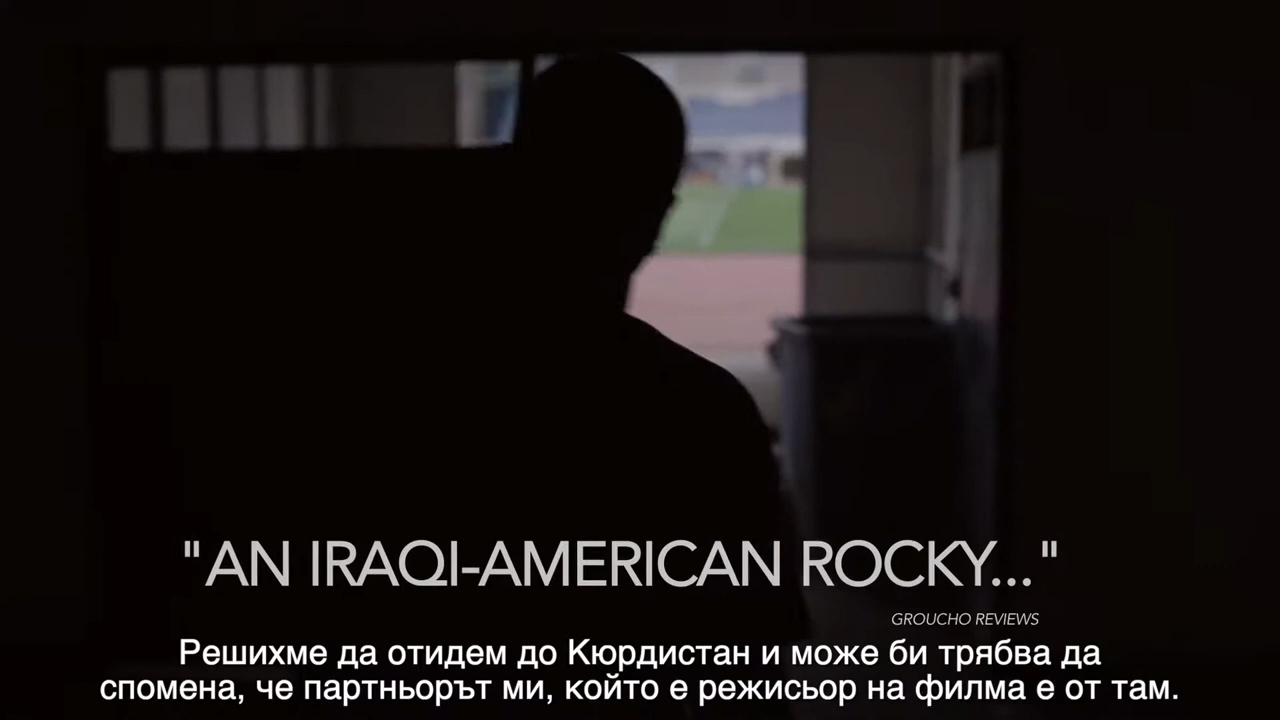 "AN IRAQI-AMERICAN ROCKY..."
GROUCHO REVIEWS
Решихме да отидем до Кюрдистан и може би трябва да
спомена, че партньорът ми, който е режисьор на филма е от там.